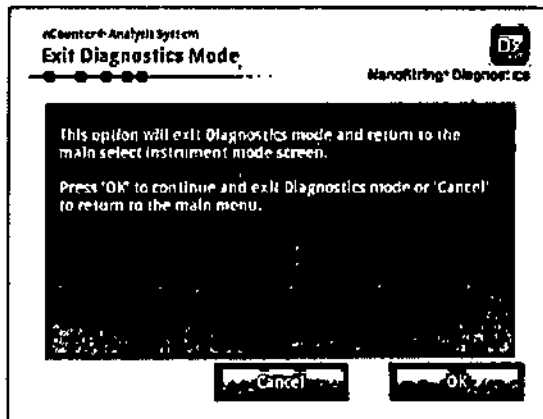 nCounter® Analysis System
Exit Diagnostics Mode
Dx
NanoString® Diagnostics
This option will exit Diagnostics mode and return to the
main select instrument mode screen.
Press 'OK' to continue and exit Diagnostics mode or 'Cancel'
to return to the main menu.
Cancel
OK